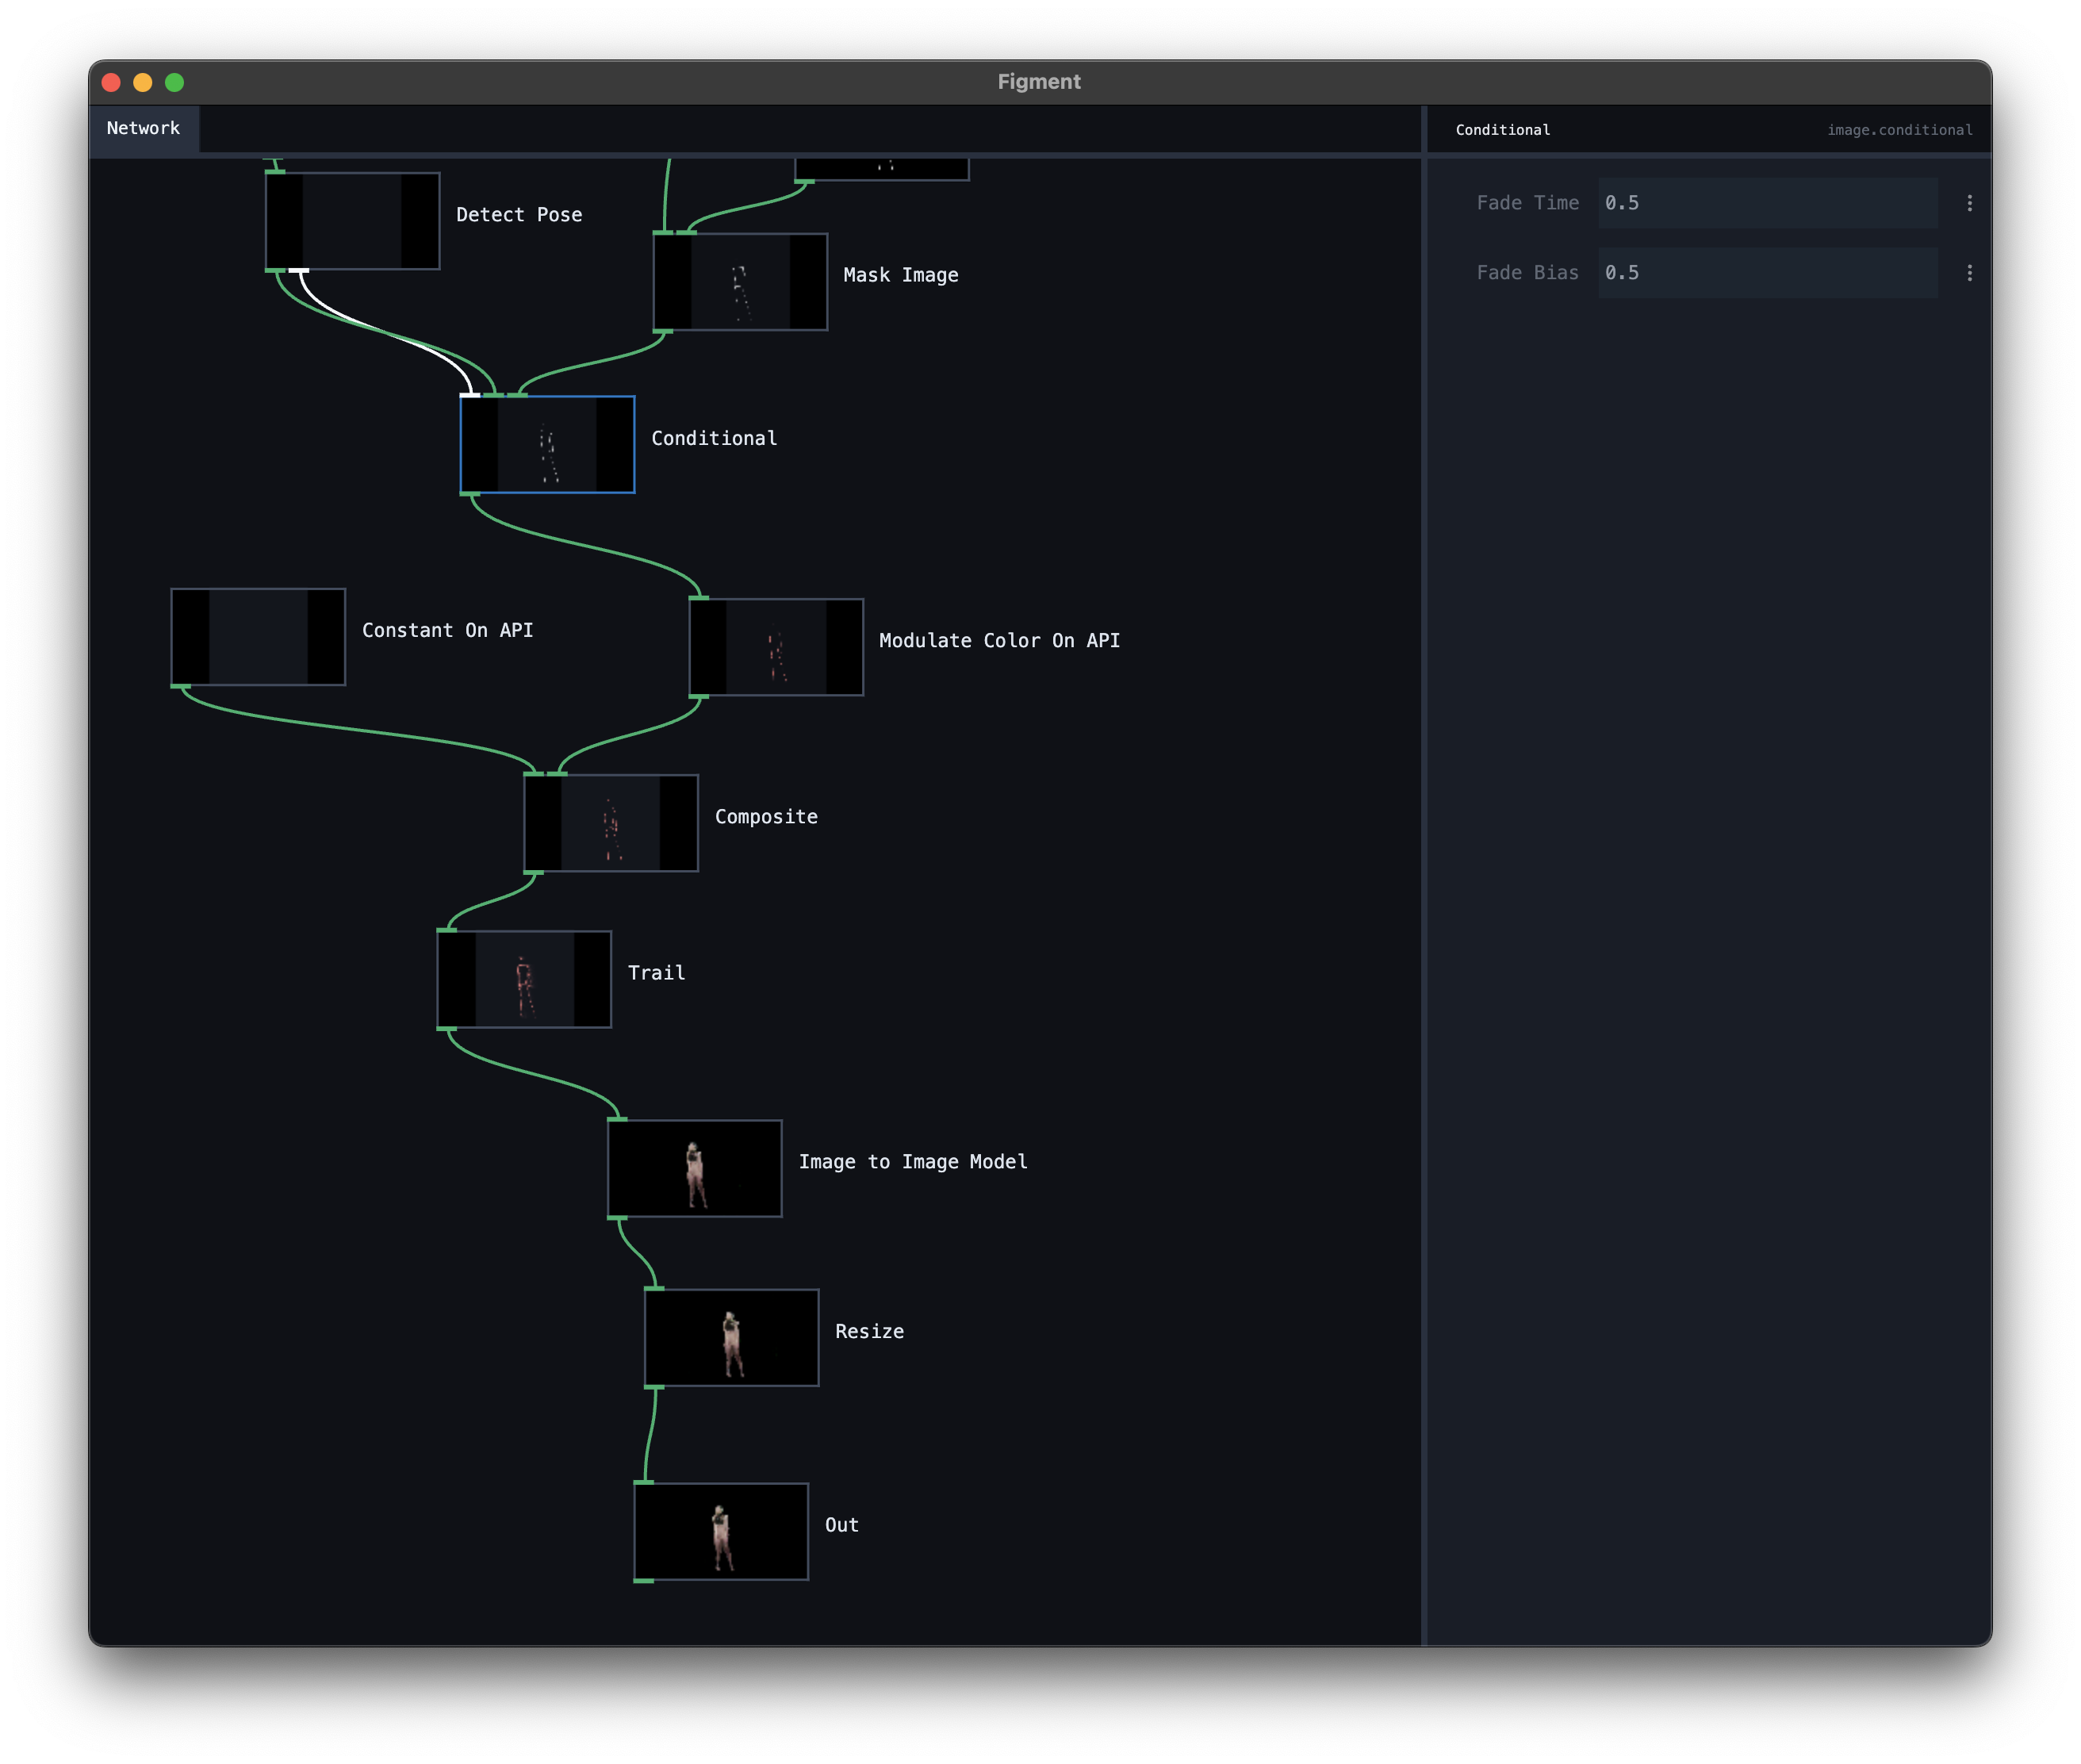 Figment
Network
Conditional
image.conditional
Fade Time
0.5
Fade Bias
0.5
Detect Pose
Mask Image
Conditional
Constant On API
Modulate Color On API
Composite
Trail
Image to Image Model
Resize
Out